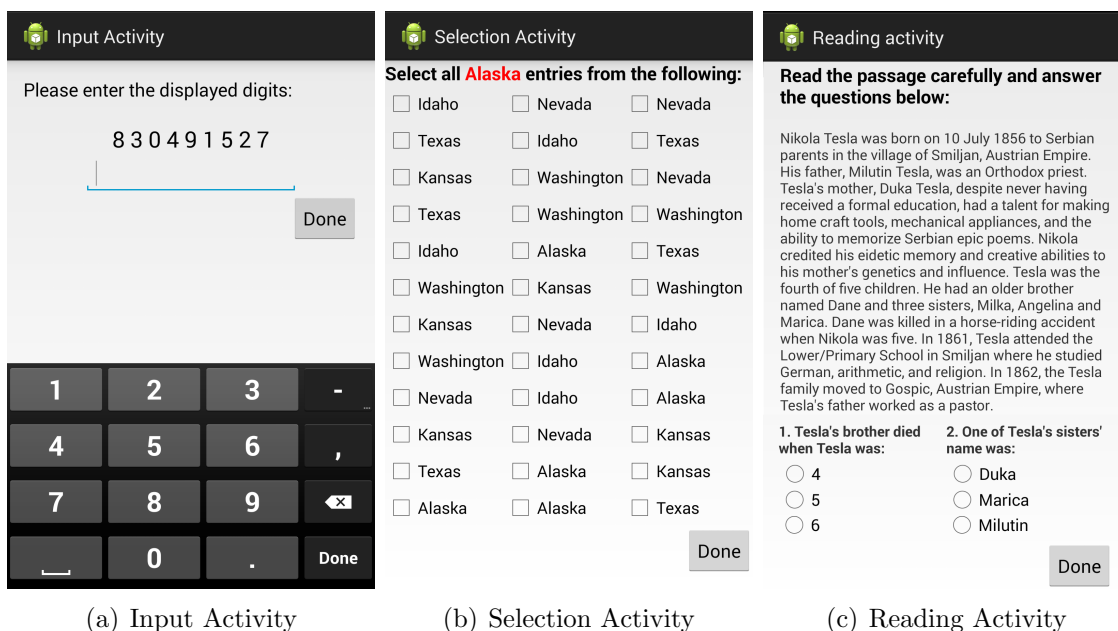 Input Activity
Please enter the displayed digits:
8 3 0 4 9 1 5 2 7
Done
1 2 3 -
...
4 5 6 ,
7 8 9
0 . Done
(a) Input Activity
Selection Activity
Select all Alaska entries from the following:
Idaho Nevada Nevada
Texas Idaho Texas
Kansas Washington Nevada
Texas Washington Washington
Idaho Alaska Texas
Washington Kansas Washington
Kansas Nevada Idaho
Washington Idaho Alaska
Nevada Idaho Alaska
Kansas Nevada Kansas
Texas Alaska Kansas
Alaska Alaska Texas
Done
(b) Selection Activity
Reading activity
Read the passage carefully and answer
the questions below:
Nikola Tesla was born on 10 July 1856 to Serbian
parents in the village of Smiljan, Austrian Empire.
His father, Milutin Tesla, was an Orthodox priest.
Tesla's mother, Duka Tesla, despite never having
received a formal education, had a talent for making
home craft tools, mechanical appliances, and the
ability to memorize Serbian epic poems. Nikola
credited his eidetic memory and creative abilities to
his mother's genetics and influence. Tesla was the
fourth of five children. He had an older brother
named Dane and three sisters, Milka, Angelina and
Marica. Dane was killed in a horse-riding accident
when Nikola was five. In 1861, Tesla attended the
Lower/Primary School in Smiljan where he studied
German, arithmetic, and religion. In 1862, the Tesla
family moved to Gospic, Austrian Empire, where
Tesla's father worked as a pastor.
1. Tesla's brother died
when Tesla was:
4
5
6
2. One of Tesla's sisters'
name was:
Duka
Marica
Milutin
Done
(c) Reading Activity